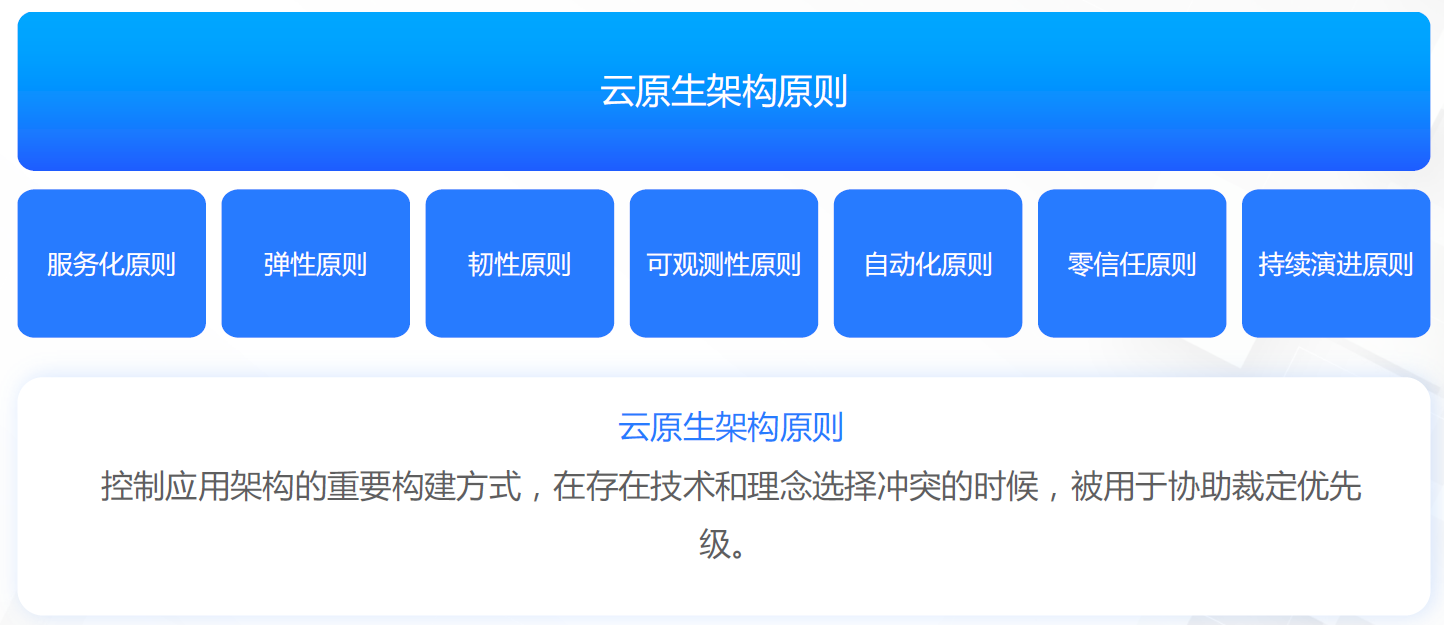 云原生架构原则
服务化原则
弹性原则
韧性原则
可观测性原则
自动化原则
零信任原则
持续演进原则
云原生架构原则
控制应用架构的重要构建方式，在存在技术和理念选择冲突的时候，被用于协助裁定优先
级。